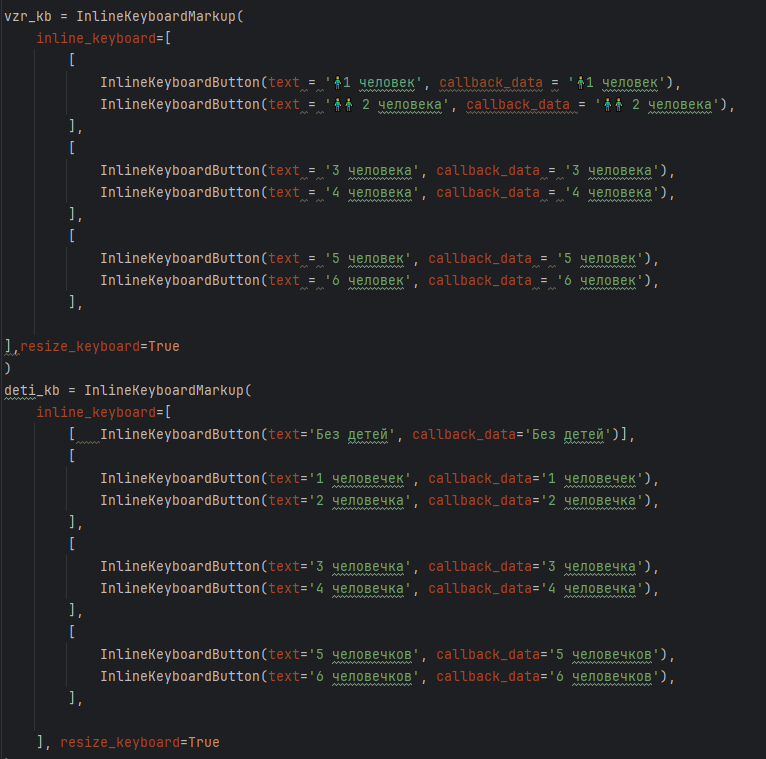 vzr_kb = InlineKeyboardMarkup(
    inline_keyboard=[
        [
            InlineKeyboardButton(text = '🧍1 человек', callback_data = '🧍1 человек'),
            InlineKeyboardButton(text = '🧍🧍 2 человека', callback_data = '🧍🧍 2 человека'),
        ],
        [
            InlineKeyboardButton(text = '3 человека', callback_data = '3 человека'),
            InlineKeyboardButton(text = '4 человека', callback_data = '4 человека'),
        ],
        [
            InlineKeyboardButton(text = '5 человек', callback_data = '5 человек'),
            InlineKeyboardButton(text = '6 человек', callback_data = '6 человек'),
        ],
],resize_keyboard=True
)
deti_kb = InlineKeyboardMarkup(
    inline_keyboard=[
        [   InlineKeyboardButton(text='Без детей', callback_data='Без детей')],
        [
            InlineKeyboardButton(text='1 человечек', callback_data='1 человечек'),
            InlineKeyboardButton(text='2 человечка', callback_data='2 человечка'),
        ],
        [
            InlineKeyboardButton(text='3 человечка', callback_data='3 человечка'),
            InlineKeyboardButton(text='4 человечка', callback_data='4 человечка'),
        ],
        [
            InlineKeyboardButton(text='5 человечков', callback_data='5 человечков'),
            InlineKeyboardButton(text='6 человечков', callback_data='6 человечков'),
        ],
    ], resize_keyboard=True